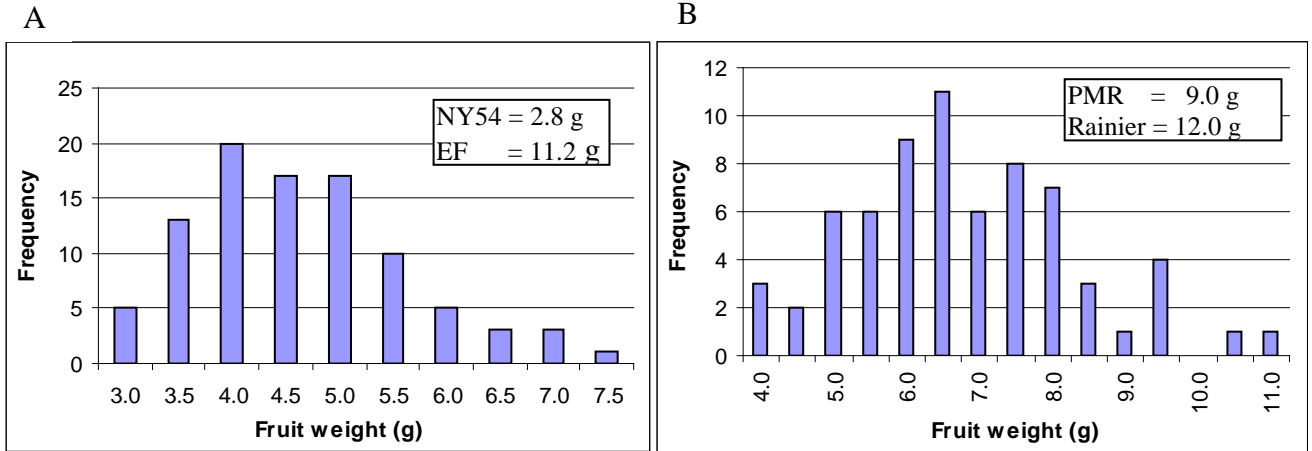 A
B
NY54 = 2.8 g
EF = 11.2 g
Frequency
25
20
15
10
5
0
3.0 3.5 4.0 4.5 5.0 5.5 6.0 6.5 7.0 7.5
Fruit weight (g)
PMR = 9.0 g
Rainier = 12.0 g
Frequency
12
10
8
6
4
2
0
4.0 5.0 6.0 7.0 8.0 9.0 10.0 11.0
Fruit weight (g)